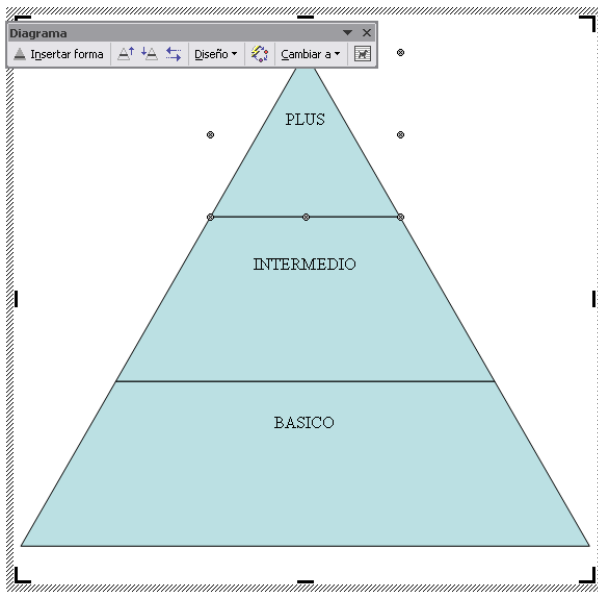 Diagrama
Insertar forma Diseño Cambiar a
PLUS
INTERMEDIO
BASICO